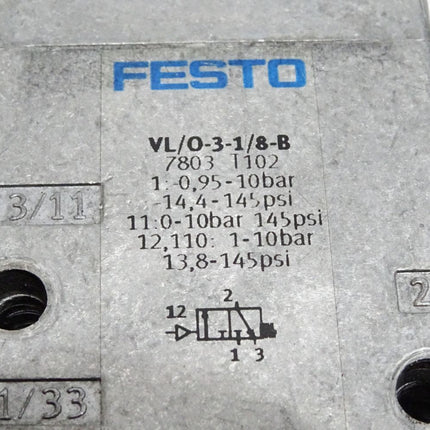 FESTO
VL/O-3-1/8-B
7803 T102
1:-0,95-10bar
-14,4-145psi
3/11
11:0-10bar 145psi
12,110: 1-10bar
13,8-145psi
2
12
2
1 3
1/33